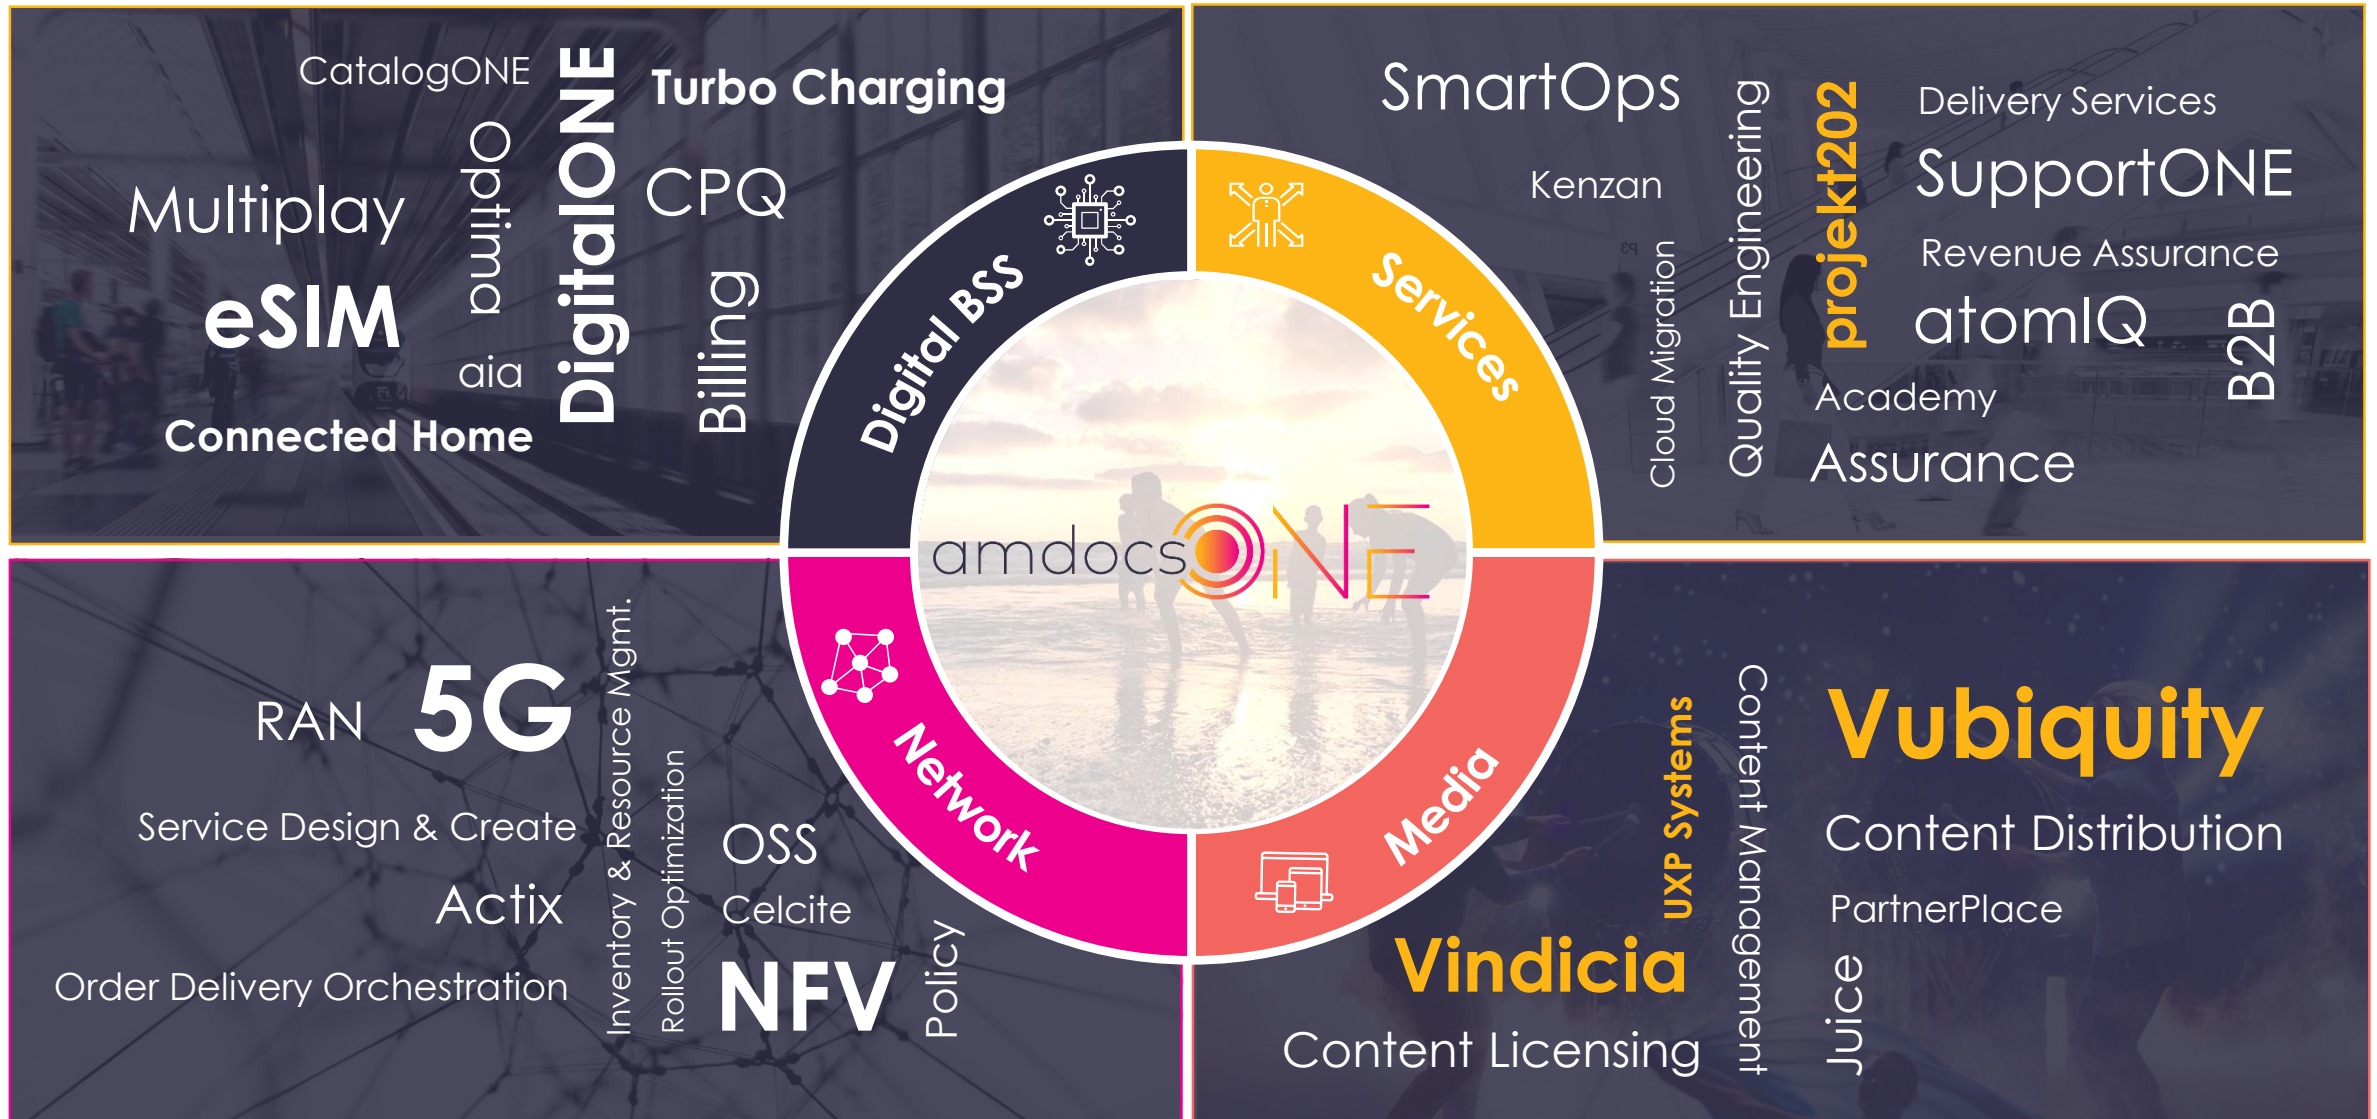 CatalogONE
Optima
DigitalONE
Turbo Charging
Multiplay
CPQ
eSIM
aia
Billing
Connected Home
SmartOps
Kenzan
Cloud Migration
Quality Engineering
projekt202
Delivery Services
SupportONE
Revenue Assurance
atomIQ
B2B
Academy
Assurance
Digital BSS
Services
amdocsONE
Network
Media
RAN
5G
Inventory & Resource Mgmt.
Rollout Optimization
Service Design & Create
OSS
Actix
Celcite
Order Delivery Orchestration
NFV
Policy
UXP Systems
Content Management
Vubiquity
Content Distribution
PartnerPlace
Vindicia
Juice
Content Licensing